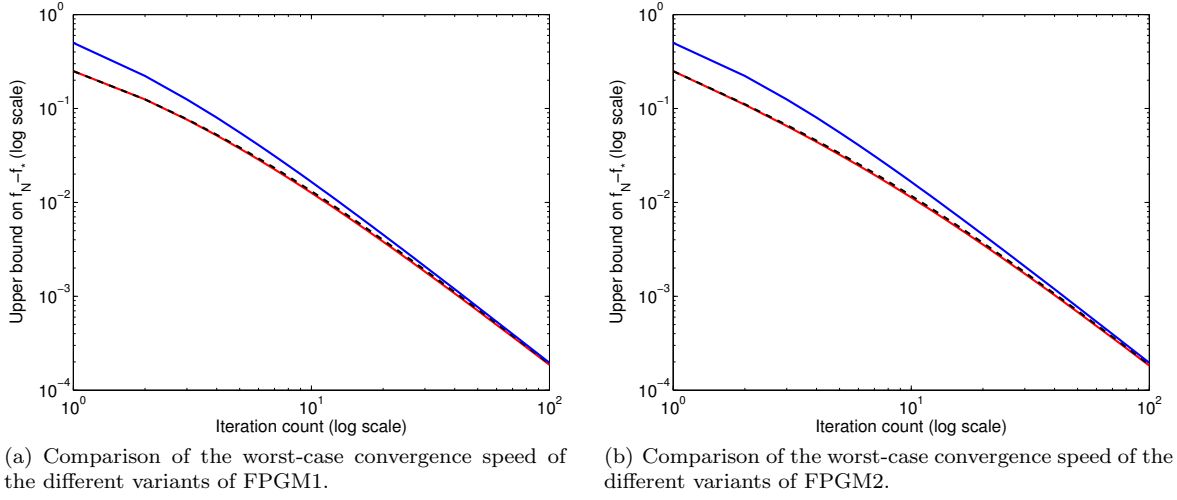 10^0
10^-1
10^-2
10^-3
10^-4
Upper bound on f_N−f_* (log scale)
10^0 10^1 10^2
Iteration count (log scale)
(a) Comparison of the worst-case convergence speed of
the different variants of FPGM1.
10^0
10^-1
10^-2
10^-3
10^-4
Upper bound on f_N−f_* (log scale)
10^0 10^1 10^2
Iteration count (log scale)
(b) Comparison of the worst-case convergence speed of the
different variants of FPGM2.